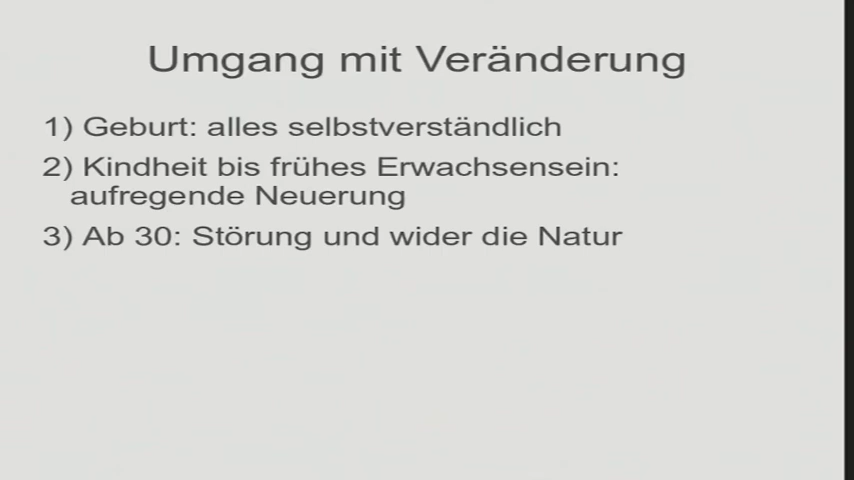 Umgang mit Veränderung
1) Geburt: alles selbstverständlich
2) Kindheit bis frühes Erwachsensein:
aufregende Neuerung
3) Ab 30: Störung und wider die Natur